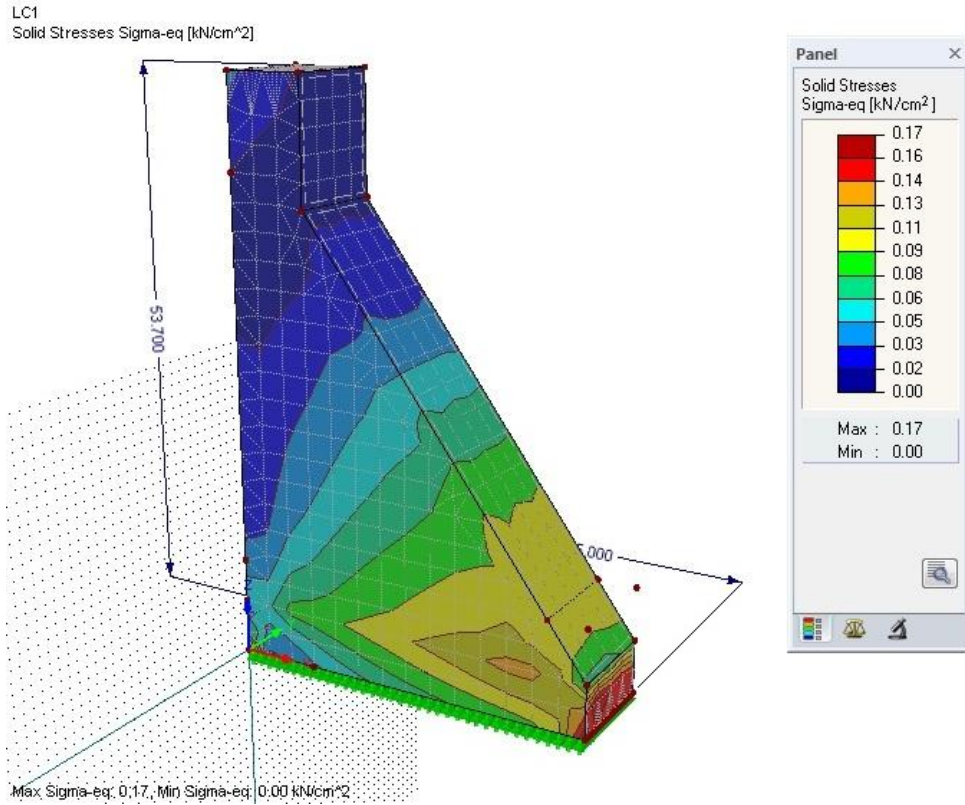 LC1
Solid Stresses Sigma-eq [kN/cm^2]
Panel
Solid Stresses
Sigma-eq [kN/cm²]
0.17
0.16
0.14
0.13
0.11
0.09
0.08
0.06
0.05
0.03
0.02
0.00
Max : 0.17
Min : 0.00
53.700
5.000
Max Sigma-eq: 0.17, Min Sigma-eq: 0.00 kN/cm^2